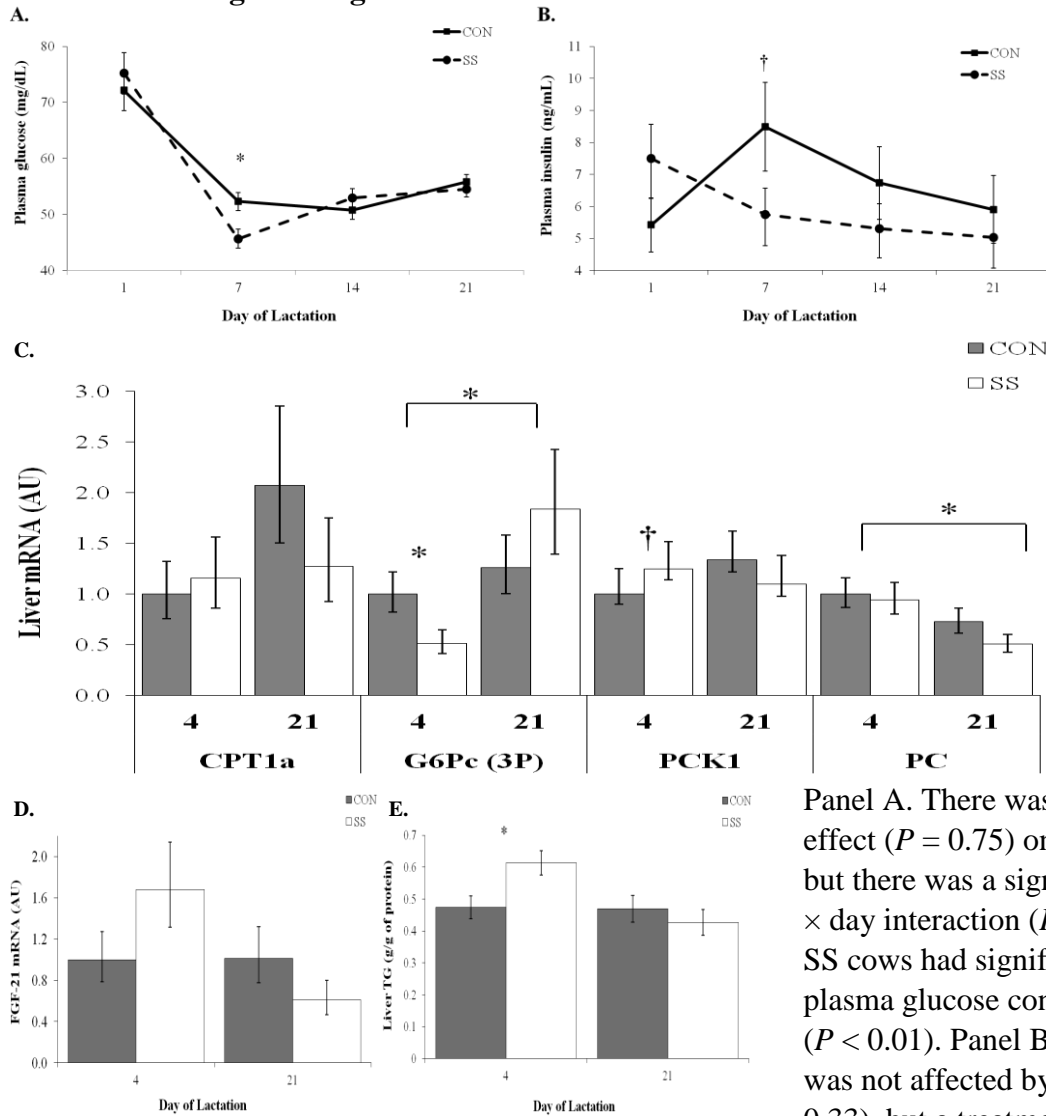 A.
CON
SS
80
70
60
50
40
Plasma glucose (mg/dL)
*
1 7 14 21
Day of Lactation
B.
CON
SS
11
10
9
8
7
6
5
4
Plasma insulin (ng/mL)
†
1 7 14 21
Day of Lactation
C.
CON
SS
3.0
2.5
2.0
1.5
1.0
0.5
0.0
Liver mRNA (AU)
*
*
†
*
4 21 4 21 4 21 4 21
CPT1a G6Pc (3P) PCK1 PC
D.
CON
SS
2.0
1.6
1.2
0.8
0.4
0.0
FGF-21 mRNA (AU)
4 21
Day of Lactation
E.
CON
SS
0.7
0.6
0.5
0.4
0.3
0.2
0.1
0
Liver TG (g/g of protein)
*
4 21
Day of Lactation
Panel A. There was
effect (P = 0.75) on
but there was a sign
× day interaction (
SS cows had signif
plasma glucose con
(P < 0.01). Panel B
was not affected by